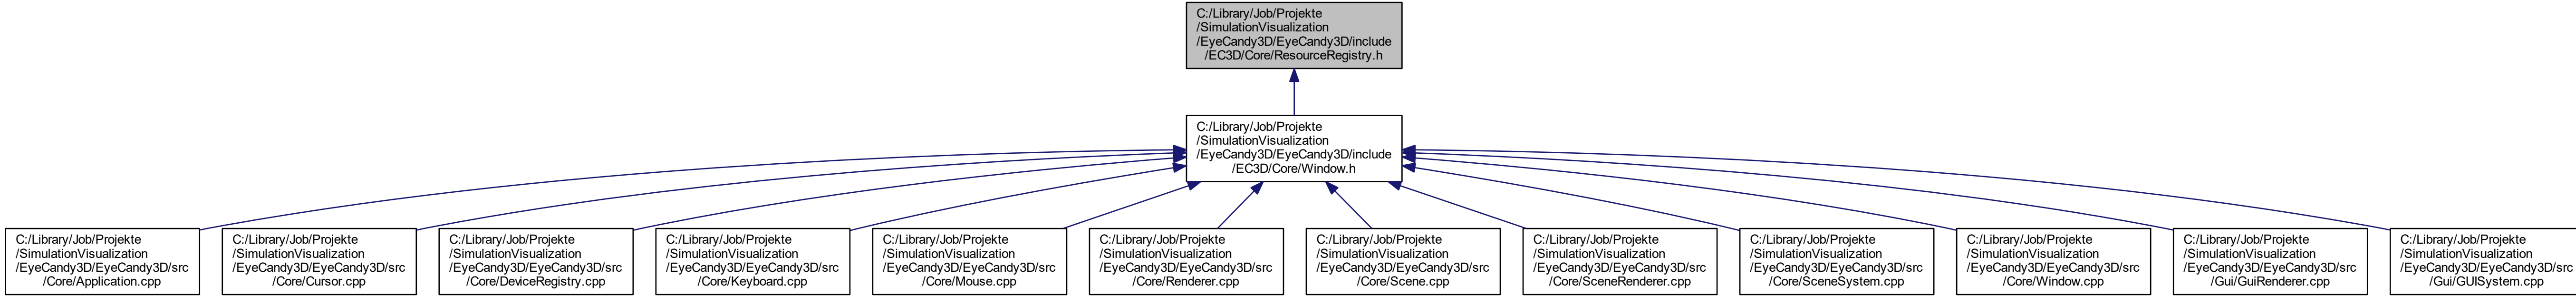 C:/Library/Job/Projekte
/SimulationVisualization
/EyeCandy3D/EyeCandy3D/include
/EC3D/Core/ResourceRegistry.h
C:/Library/Job/Projekte
/SimulationVisualization
/EyeCandy3D/EyeCandy3D/include
/EC3D/Core/Window.h
C:/Library/Job/Projekte
/SimulationVisualization
/EyeCandy3D/EyeCandy3D/src
/Core/Application.cpp
C:/Library/Job/Projekte
/SimulationVisualization
/EyeCandy3D/EyeCandy3D/src
/Core/Cursor.cpp
C:/Library/Job/Projekte
/SimulationVisualization
/EyeCandy3D/EyeCandy3D/src
/Core/DeviceRegistry.cpp
C:/Library/Job/Projekte
/SimulationVisualization
/EyeCandy3D/EyeCandy3D/src
/Core/Keyboard.cpp
C:/Library/Job/Projekte
/SimulationVisualization
/EyeCandy3D/EyeCandy3D/src
/Core/Mouse.cpp
C:/Library/Job/Projekte
/SimulationVisualization
/EyeCandy3D/EyeCandy3D/src
/Core/Renderer.cpp
C:/Library/Job/Projekte
/SimulationVisualization
/EyeCandy3D/EyeCandy3D/src
/Core/Scene.cpp
C:/Library/Job/Projekte
/SimulationVisualization
/EyeCandy3D/EyeCandy3D/src
/Core/SceneRenderer.cpp
C:/Library/Job/Projekte
/SimulationVisualization
/EyeCandy3D/EyeCandy3D/src
/Core/SceneSystem.cpp
C:/Library/Job/Projekte
/SimulationVisualization
/EyeCandy3D/EyeCandy3D/src
/Core/Window.cpp
C:/Library/Job/Projekte
/SimulationVisualization
/EyeCandy3D/EyeCandy3D/src
/Gui/GuiRenderer.cpp
C:/Library/Job/Projekte
/SimulationVisualization
/EyeCandy3D/EyeCandy3D/src
/Gui/GUISystem.cpp